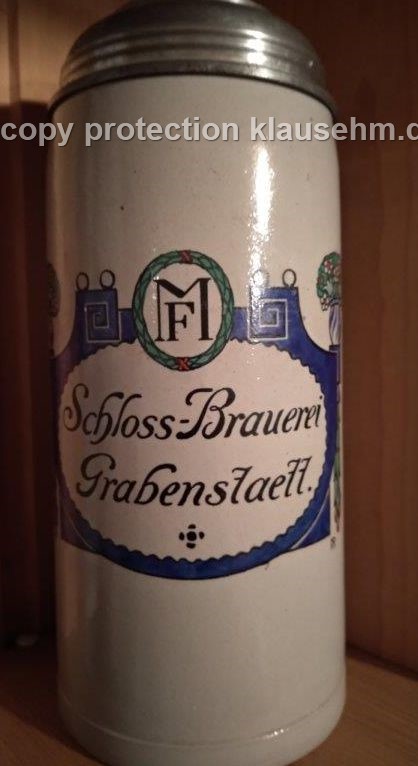 copy protection klausehm.d
MF
Schloss-Brauerei
Grabenstaett.